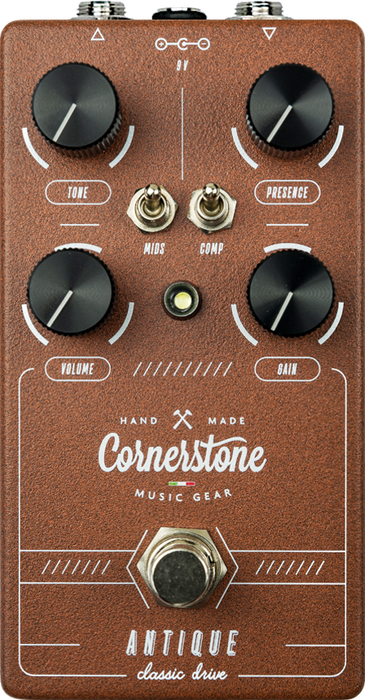 9V
TONE
PRESENCE
MIDS COMP
VOLUME
GAIN
HAND MADE
Cornerstone
MUSIC GEAR
ANTIQUE
classic drive